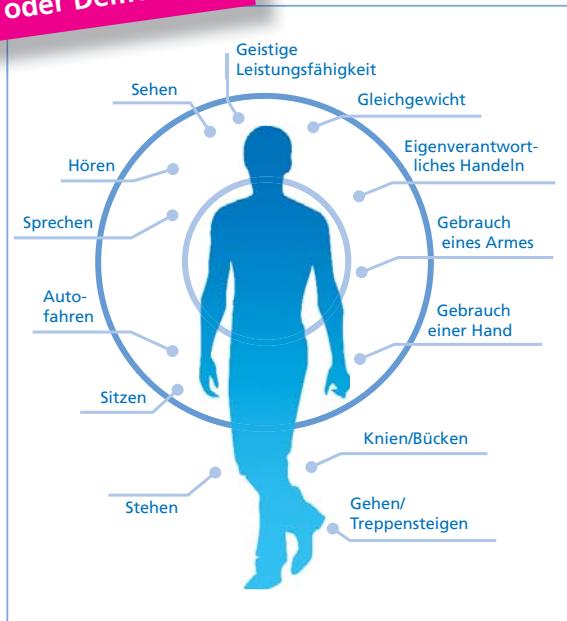 oder
Geistige
Leistungsfähigkeit
Sehen
Gleichgewicht
Hören
Eigenverantwort-
liches Handeln
Sprechen
Gebrauch
eines Armes
Auto-
fahren
Gebrauch
einer Hand
Sitzen
Knien/Bücken
Stehen
Gehen/
Treppensteigen